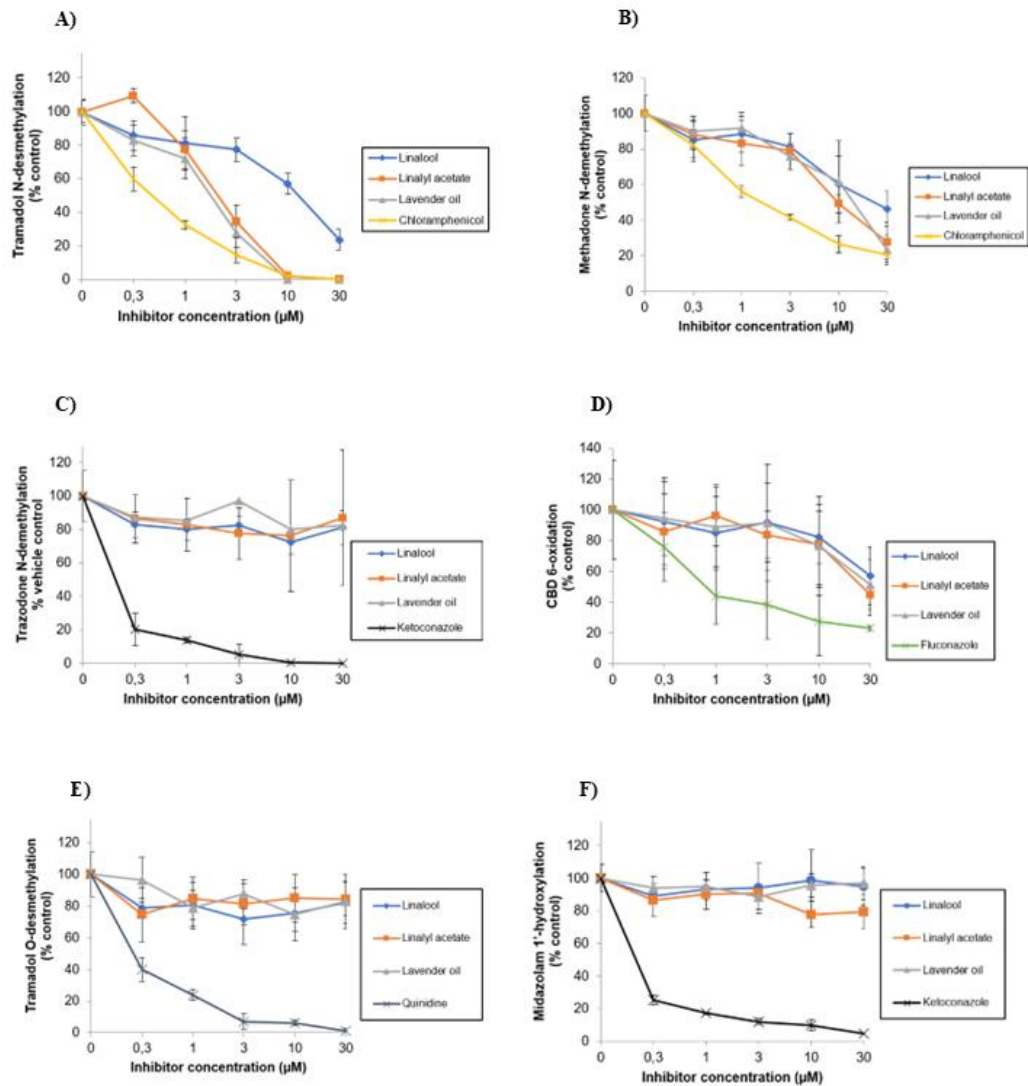 A)
Tramadol N-desmethylation
(% control)
120
100
80
60
40
20
0
0 0,3 1 3 10 30
Inhibitor concentration (µM)
Linalool
Linalyl acetate
Lavender oil
Chloramphenicol
B)
Methadone N-demethylation
(% control)
120
100
80
60
40
20
0
0 0,3 1 3 10 30
Inhibitor concentration (µM)
Linalool
Linalyl acetate
Lavender oil
Chloramphenicol
C)
Trazodone N-demethylation
% vehicle control
120
100
80
60
40
20
0
0 0,3 1 3 10 30
Inhibitor concentration (µM)
Linalool
Linalyl acetate
Lavender oil
Ketoconazole
D)
CBD 6-oxidation
(% control)
140
120
100
80
60
40
20
0
0 0,3 1 3 10 30
Inhibitor concentration (µM)
Linalool
Linalyl acetate
Lavender oil
Fluconazole
E)
Tramadol O-desmethylation
(% control)
120
100
80
60
40
20
0
0 0,3 1 3 10 30
Inhibitor concentration (µM)
Linalool
Linalyl acetate
Lavender oil
Quinidine
F)
Midazolam 1'-hydroxylation
(% control)
120
100
80
60
40
20
0
0 0,3 1 3 10 30
Inhibitor concentration (µM)
Linalool
Linalyl acetate
Lavender oil
Ketoconazole